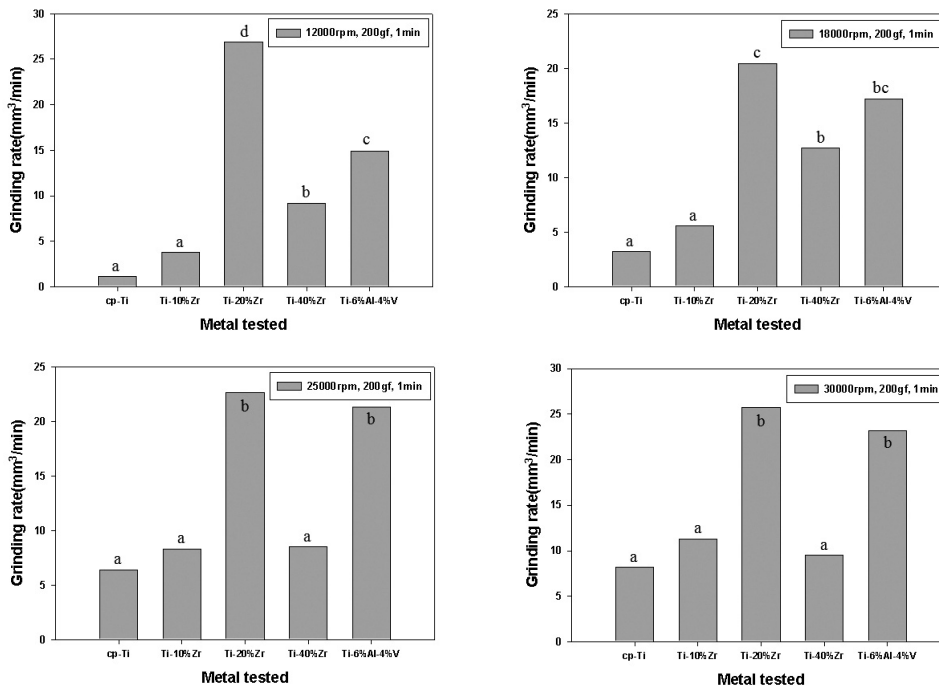 30
25
20
15
10
5
0
Grinding rate(mm³/min)
12000rpm, 200gf, 1min
a
a
d
b
c
cp-Ti Ti-10%Zr Ti-20%Zr Ti-40%Zr Ti-6%Al-4%V
Metal tested
25
20
15
10
5
0
Grinding rate(mm³/min)
18000rpm, 200gf, 1min
a
a
c
b
bc
cp-Ti Ti-10%Zr Ti-20%Zr Ti-40%Zr Ti-6%Al-4%V
Metal tested
25
20
15
10
5
0
Grinding rate(mm³/min)
25000rpm, 200gf, 1min
a
a
b
a
b
cp-Ti Ti-10%Zr Ti-20%Zr Ti-40%Zr Ti-6%Al-4%V
Metal tested
30
25
20
15
10
5
0
Grinding rate(mm³/min)
30000rpm, 200gf, 1min
a
a
b
a
b
cp-Ti Ti-10%Zr Ti-20%Zr Ti-40%Zr Ti-6%Al-4%V
Metal tested